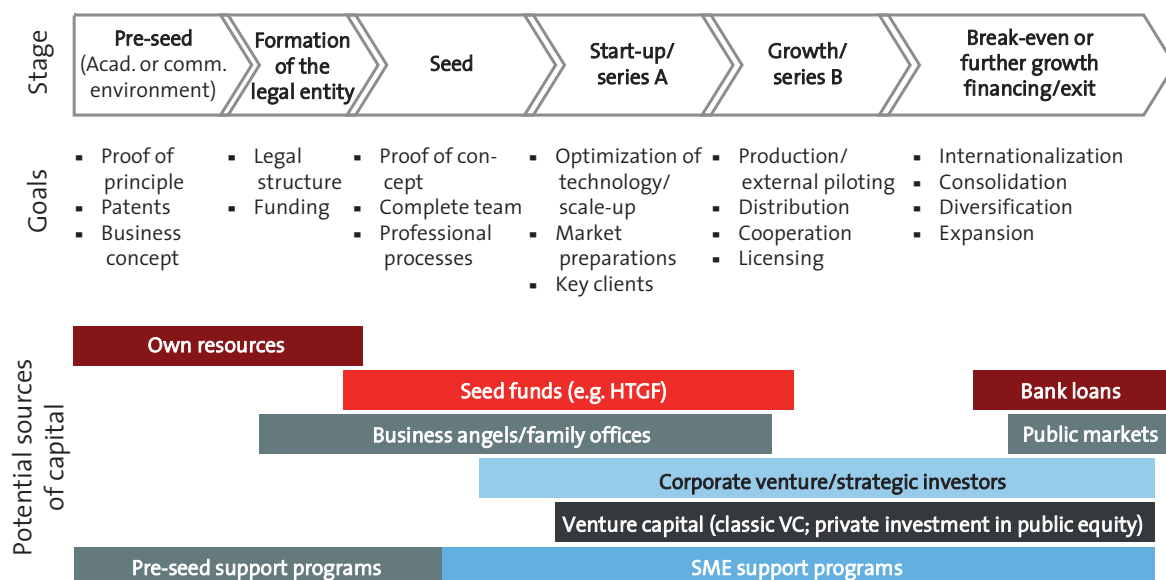 Stage
Pre-seed
(Acad. or comm.
environment)
Formation
of the
legal entity
Seed
Start-up/
series A
Growth/
series B
Break-even or
further growth
financing/exit
Goals
▪ Proof of
principle
▪ Patents
▪ Business
concept
▪ Legal
structure
▪ Funding
▪ Proof of con-
cept
▪ Complete team
▪ Professional
processes
▪ Optimization of
technology/
scale-up
▪ Market
preparations
▪ Key clients
▪ Production/
external piloting
▪ Distribution
▪ Cooperation
▪ Licensing
▪ Internationalization
▪ Consolidation
▪ Diversification
▪ Expansion
Potential sources
of capital
Own resources
Seed funds (e.g. HTGF)
Bank loans
Business angels/family offices
Public markets
Corporate venture/strategic investors
Venture capital (classic VC; private investment in public equity)
Pre-seed support programs
SME support programs